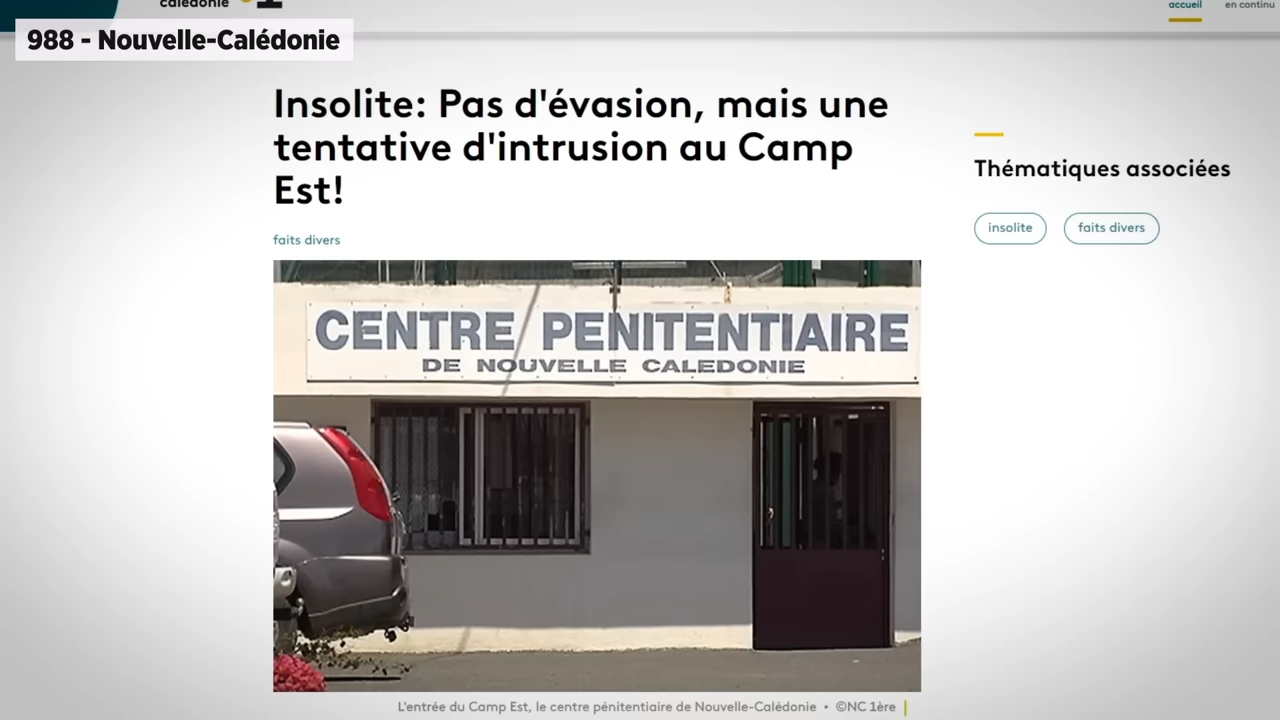 calédonie
accueil
en continu
988 - Nouvelle-Calédonie
Insolite: Pas d'évasion, mais une
tentative d'intrusion au Camp
Est!
Thématiques associées
insolite
faits divers
faits divers
CENTRE PENITENTIAIRE
DE NOUVELLE CALEDONIE
L'entrée du Camp Est, le centre pénitentiaire de Nouvelle-Calédonie • ©NC 1ère